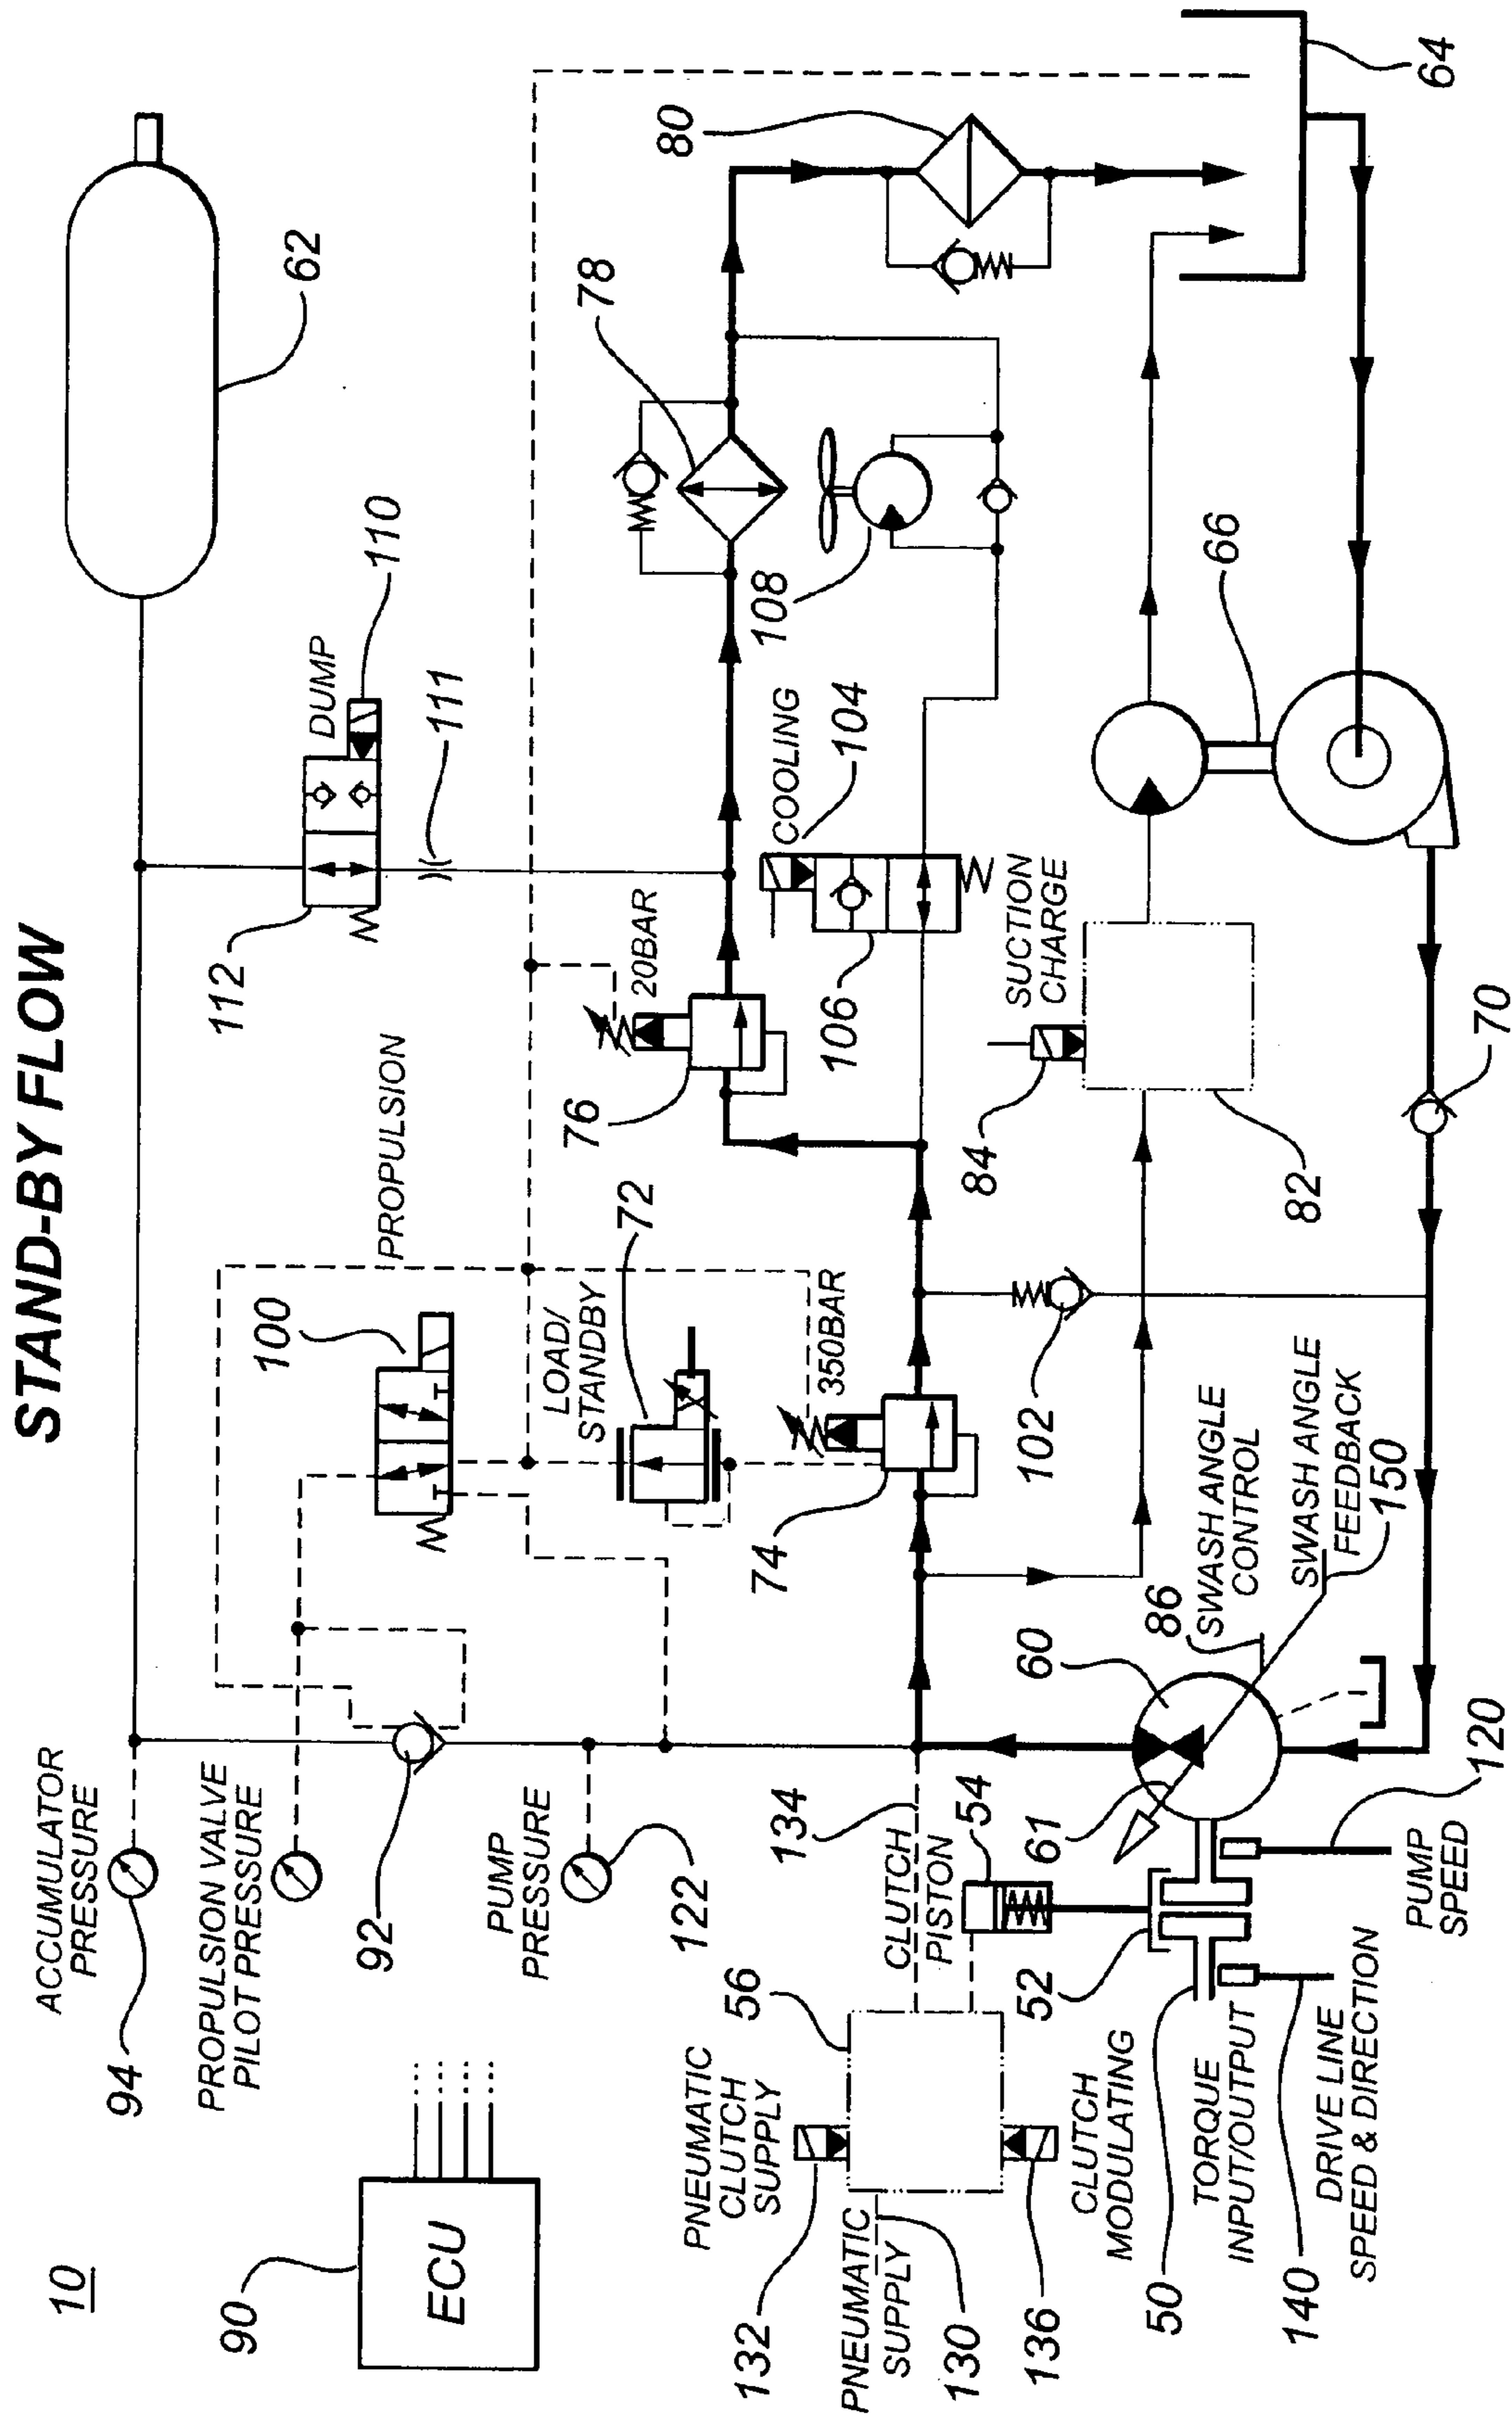 STAND-BY FLOW
10
90
ECU
94
ACCUMULATOR
PRESSURE
PROPULSION VALVE
PILOT PRESSURE
92
PUMP
PRESSURE
122
100
PROPULSION
LOAD/
STANDBY
72
350BAR
74
112
DUMP
110
111
62
20BAR
76
78
80
64
COOLING
104
106
108
66
SUCTION
CHARGE
84
82
70
102
SWASH ANGLE
CONTROL
86
SWASH ANGLE
FEEDBACK
150
60
61
134
CLUTCH
PISTON
54
56
52
PNEUMATIC
CLUTCH
SUPPLY
132
PNEUMATIC
SUPPLY
130
136
CLUTCH
MODULATING
50
TORQUE
INPUT/OUTPUT
140
DRIVE LINE
SPEED & DIRECTION
PUMP
SPEED
120